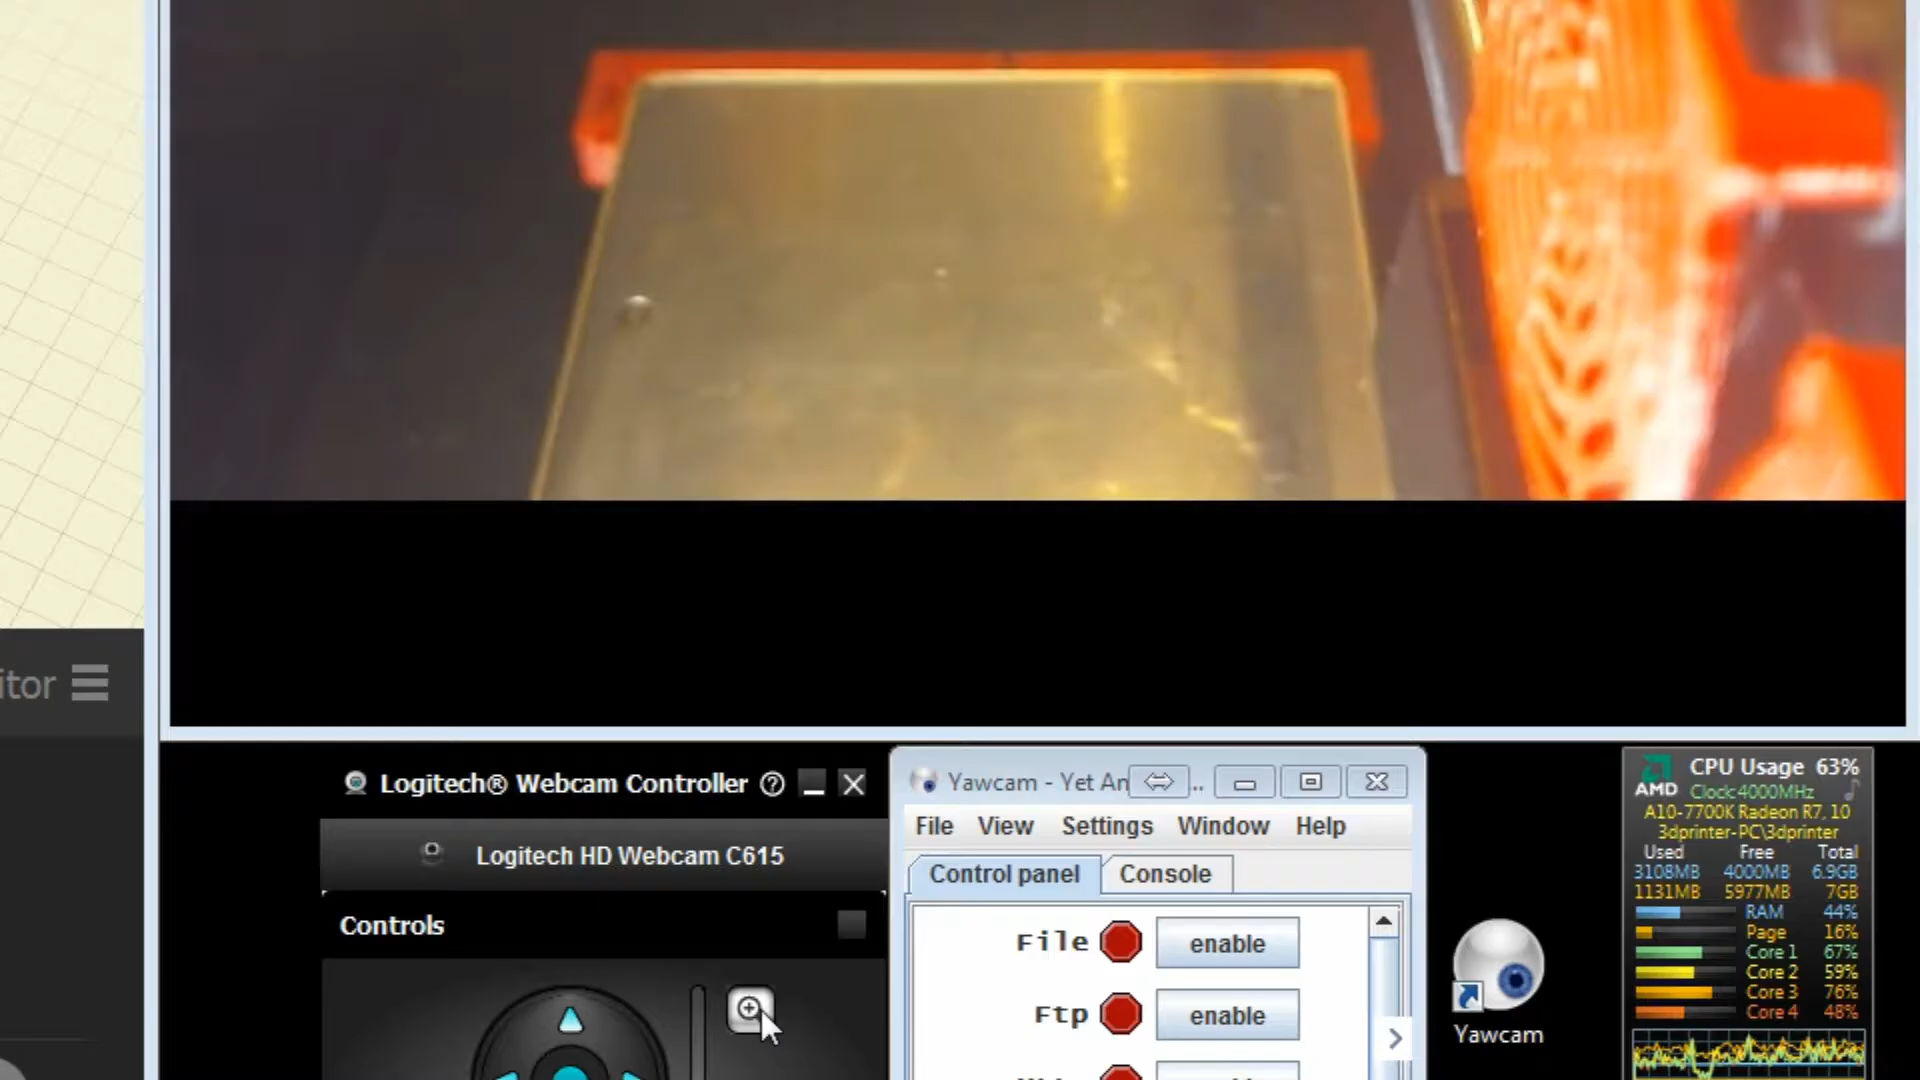 itor
Logitech® Webcam Controller
Logitech HD Webcam C615
Controls
Yawcam - Yet An ..
File View Settings Window Help
Control panel Console
File enable
Ftp enable
Yawcam
CPU Usage 63%
AMD Clock: 4000MHz
A10-7700K Radeon R7, 10
3dprinter-PC\3dprinter
Used Free Total
3108MB 4000MB 6.9GB
1131MB 5977MB 7GB
RAM 44%
Page 16%
Core 1 67%
Core 2 59%
Core 3 76%
Core 4 48%